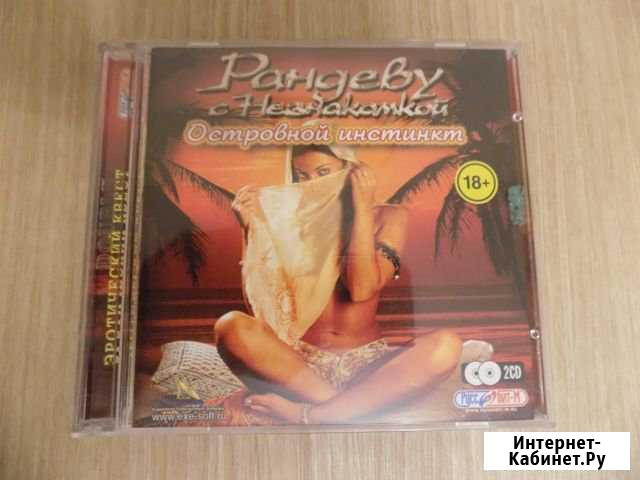 Рандеву
с Незнакомкой
Островной инстинкт
18+
ЭРОТИЧЕСКИЙ КВЕСТ
2CD
www.exe-soft.ru
Интернет-
Кабинет.Ру